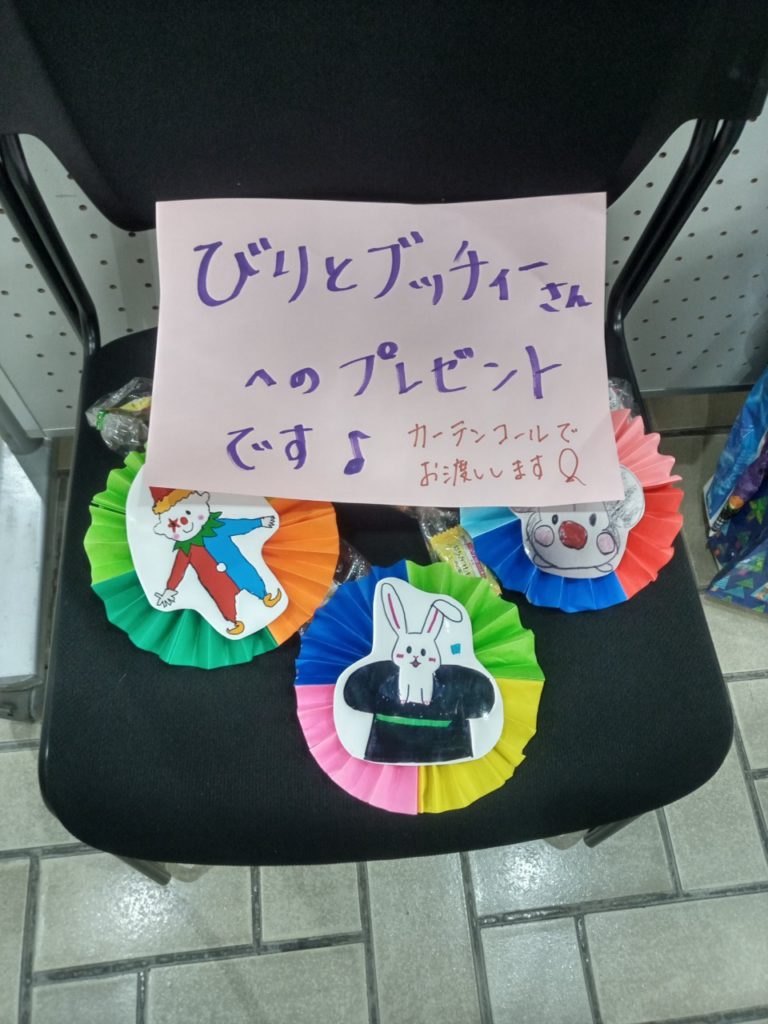 びりとブッチィーさん
へのプレゼント
です♪
カーテンコールで
お渡しします